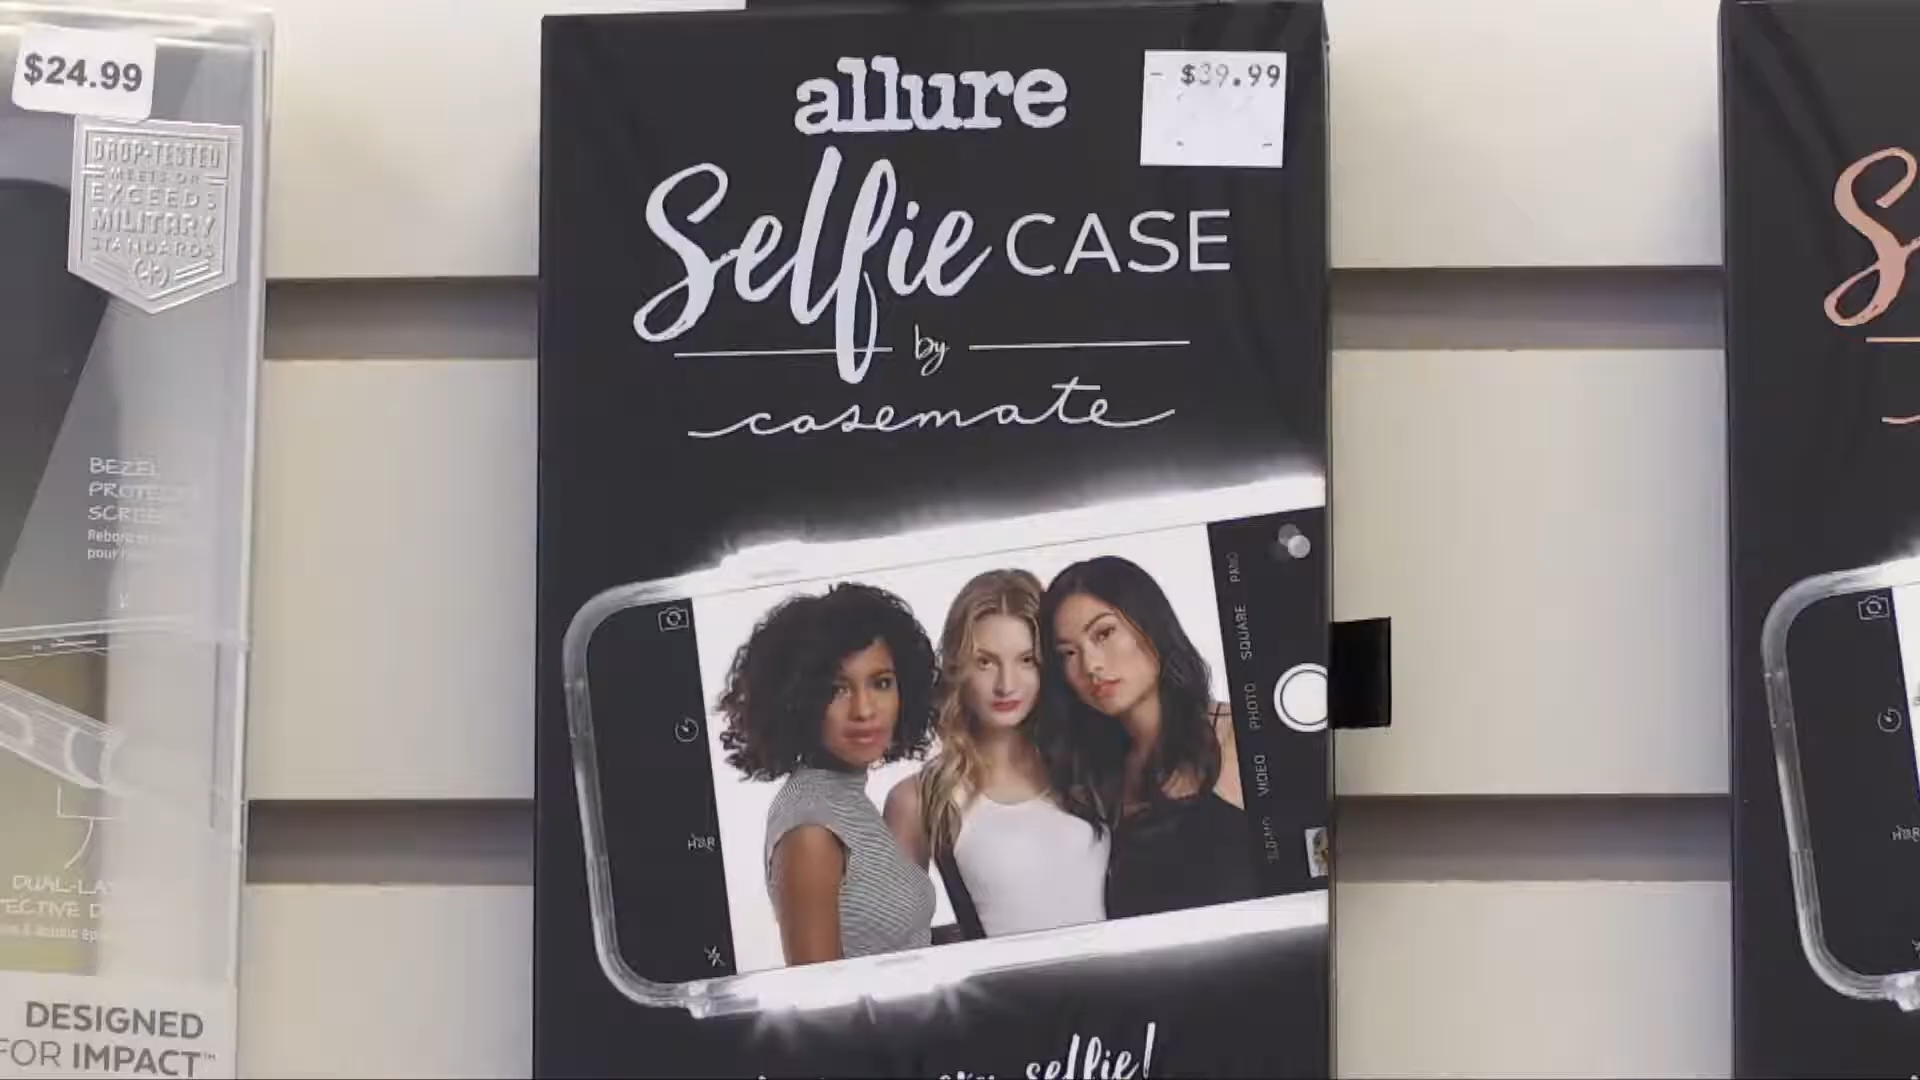 $24.99
DROP-TESTED
MEETS OR
EXCEEDS
MILITARY
STANDARDS
BEZEL
DESIGNED
FOR IMPACT™
allure
- $39.99
Selfie CASE
by
casemate
PANO
SQUARE
PHOTO
VIDEO
HDR
selfie!
HDR